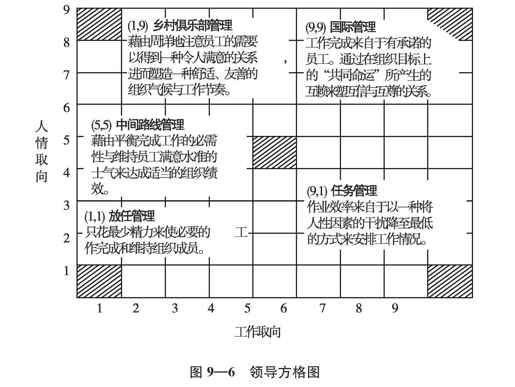 9
8
7
6
5
4
3
2
1
人
情
取
向
(1,9) 乡村俱乐部管理
藉由周详地注意员工的需要
以得到一种令人满意的关系
进而塑造一种舒适、友善的
组织气候与工作节奏。
,
(9,9) 国际管理
工作完成来自于有承诺的
员工。通过在组织目标上
的“共同命运”所产生的
互赖来塑互信与互尊的关系。
(5,5) 中间路线管理
藉由平衡完成工作的必需
性与维持员工满意水准的
士气来达成适当的组织绩
效。
(9,1) 任务管理
作业效率来自于以一种将
人性因素的干扰降至最低
的方式来安排工作情况。
(1,1) 放任管理
只花最少精力来使必要的 工
作完成和维持组织成员。
1 2 3 4 5 6 7 8 9
工作取向
图 9—6 领导方格图